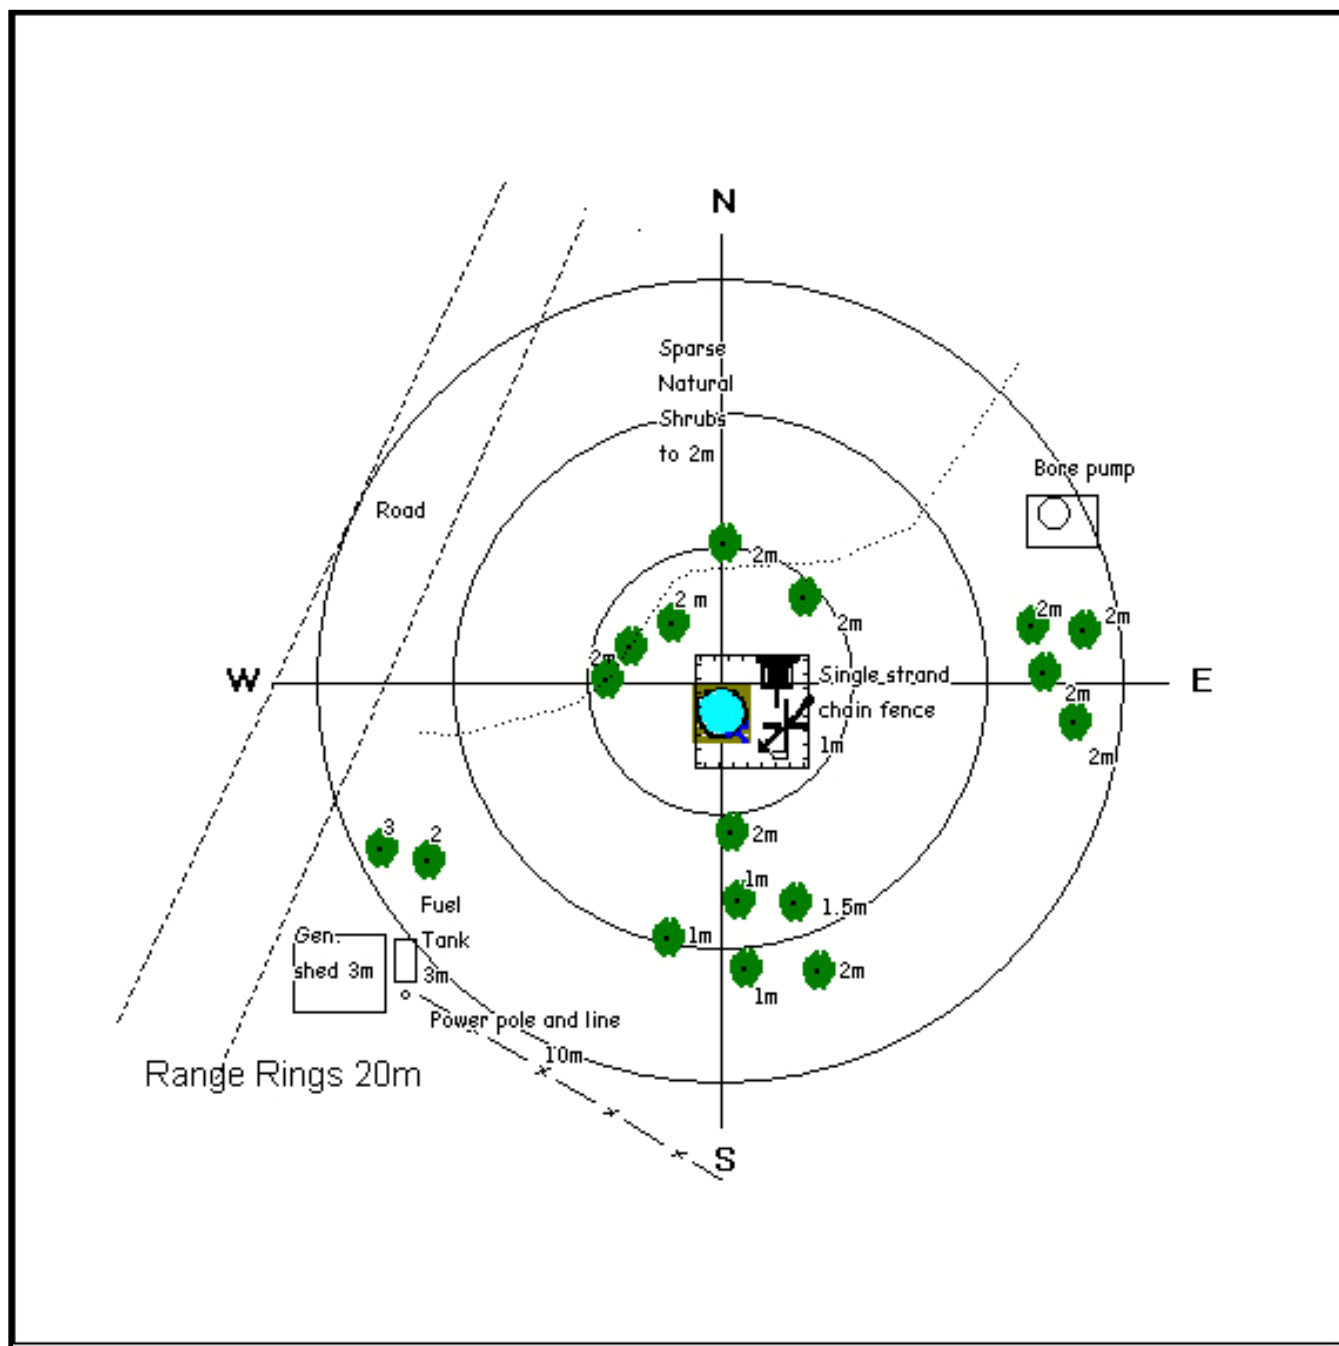 N
Sparse
Natural
Shrubs
to 2m
Bore pump
Road
2m
2 m
2m
2m
2m
2m
W
E
Single strand
chain fence
1m
2m
2m
3
2
2m
1m
1.5m
Fuel
Tank
3m
Gen.
shed 3m
1m
2m
1m
Power pole and line
10m
Range Rings 20m
S